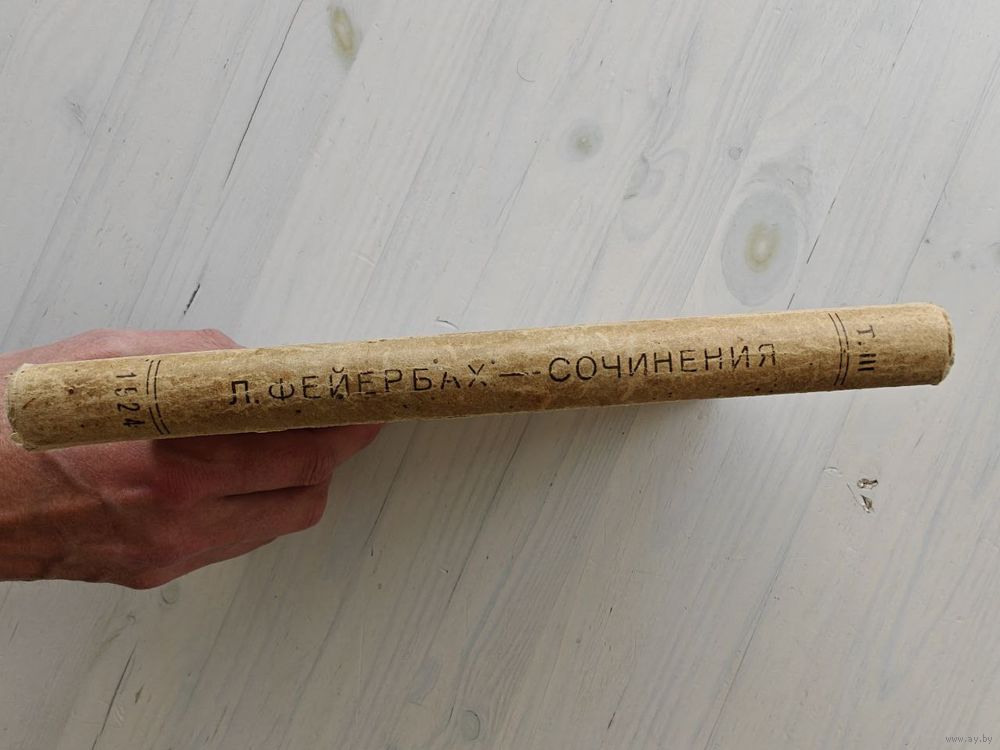 Т. III
Л. ФЕЙЕРБАХ — СОЧИНЕНИЯ
1924
www.ay.by